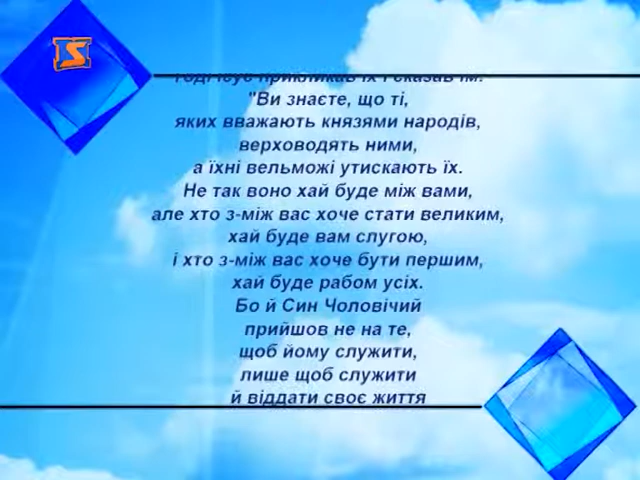 "Ви знаєте, що ті,
яких вважають князями народів,
верховодять ними,
а їхні вельможі утискають їх.
Не так воно хай буде між вами,
але хто з-між вас хоче стати великим,
хай буде вам слугою,
і хто з-між вас хоче бути першим,
хай буде рабом усіх.
Бо й Син Чоловічий
прийшов не на те,
щоб йому служити,
лише щоб служити
й віддати своє життя